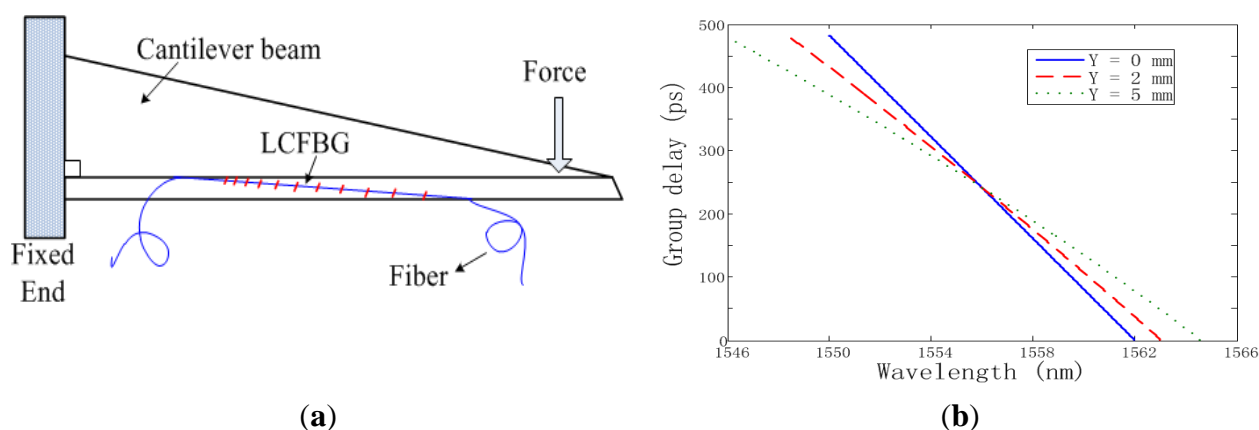 Cantilever beam
Force
LCFBG
Fixed
End
Fiber
(a)
500
400
300
200
100
0
Group delay (ps)
Y = 0 mm
Y = 2 mm
Y = 5 mm
1546 1550 1554 1558 1562 1566
Wavelength (nm)
(b)